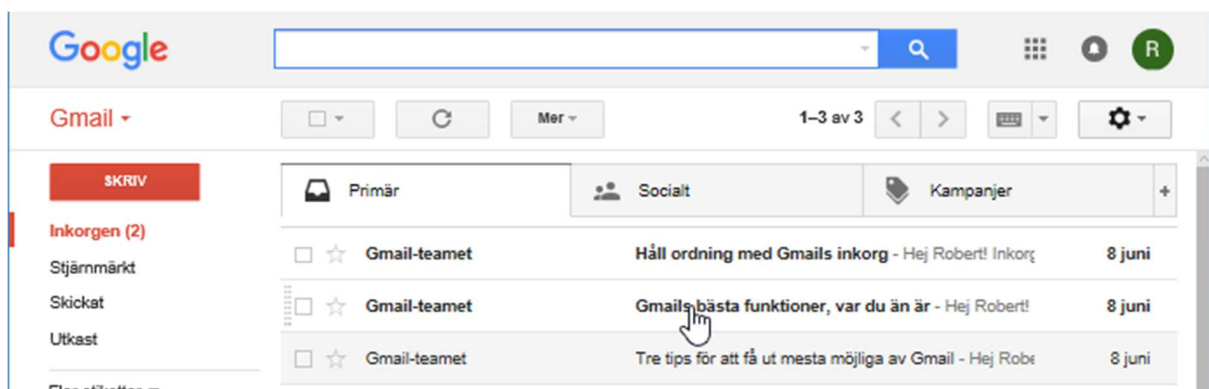 Google
R
Gmail
Mer
1–3 av 3
SKRIV
Primär
Socialt
Kampanjer
+
Inkorgen (2)
Stjärnmärkt
Skickat
Utkast
Gmail-teamet Håll ordning med Gmails inkorg - Hej Robert! 8 juni
Gmail-teamet Gmails bästa funktioner, var du än är - Hej Robert! 8 juni
Gmail-teamet Tre tips för att få ut mesta möjliga av Gmail - Hej 8 juni